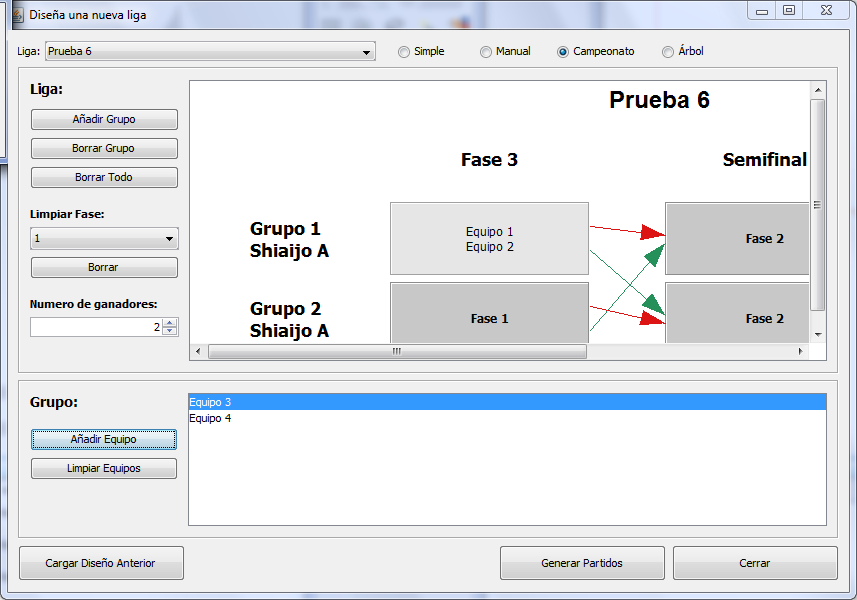 Diseña una nueva liga
Liga: Prueba 6 Simple Manual Campeonato Árbol
Liga:
Añadir Grupo
Borrar Grupo
Borrar Todo
Limpiar Fase:
1
Borrar
Numero de ganadores:
2
Prueba 6
Fase 3 Semifinal
Grupo 1
Shiaijo A
Equipo 1
Equipo 2
Fase 2
Grupo 2
Shiaijo A
Fase 1
Fase 2
Grupo:
Añadir Equipo
Limpiar Equipos
Equipo 3
Equipo 4
Cargar Diseño Anterior Generar Partidos Cerrar